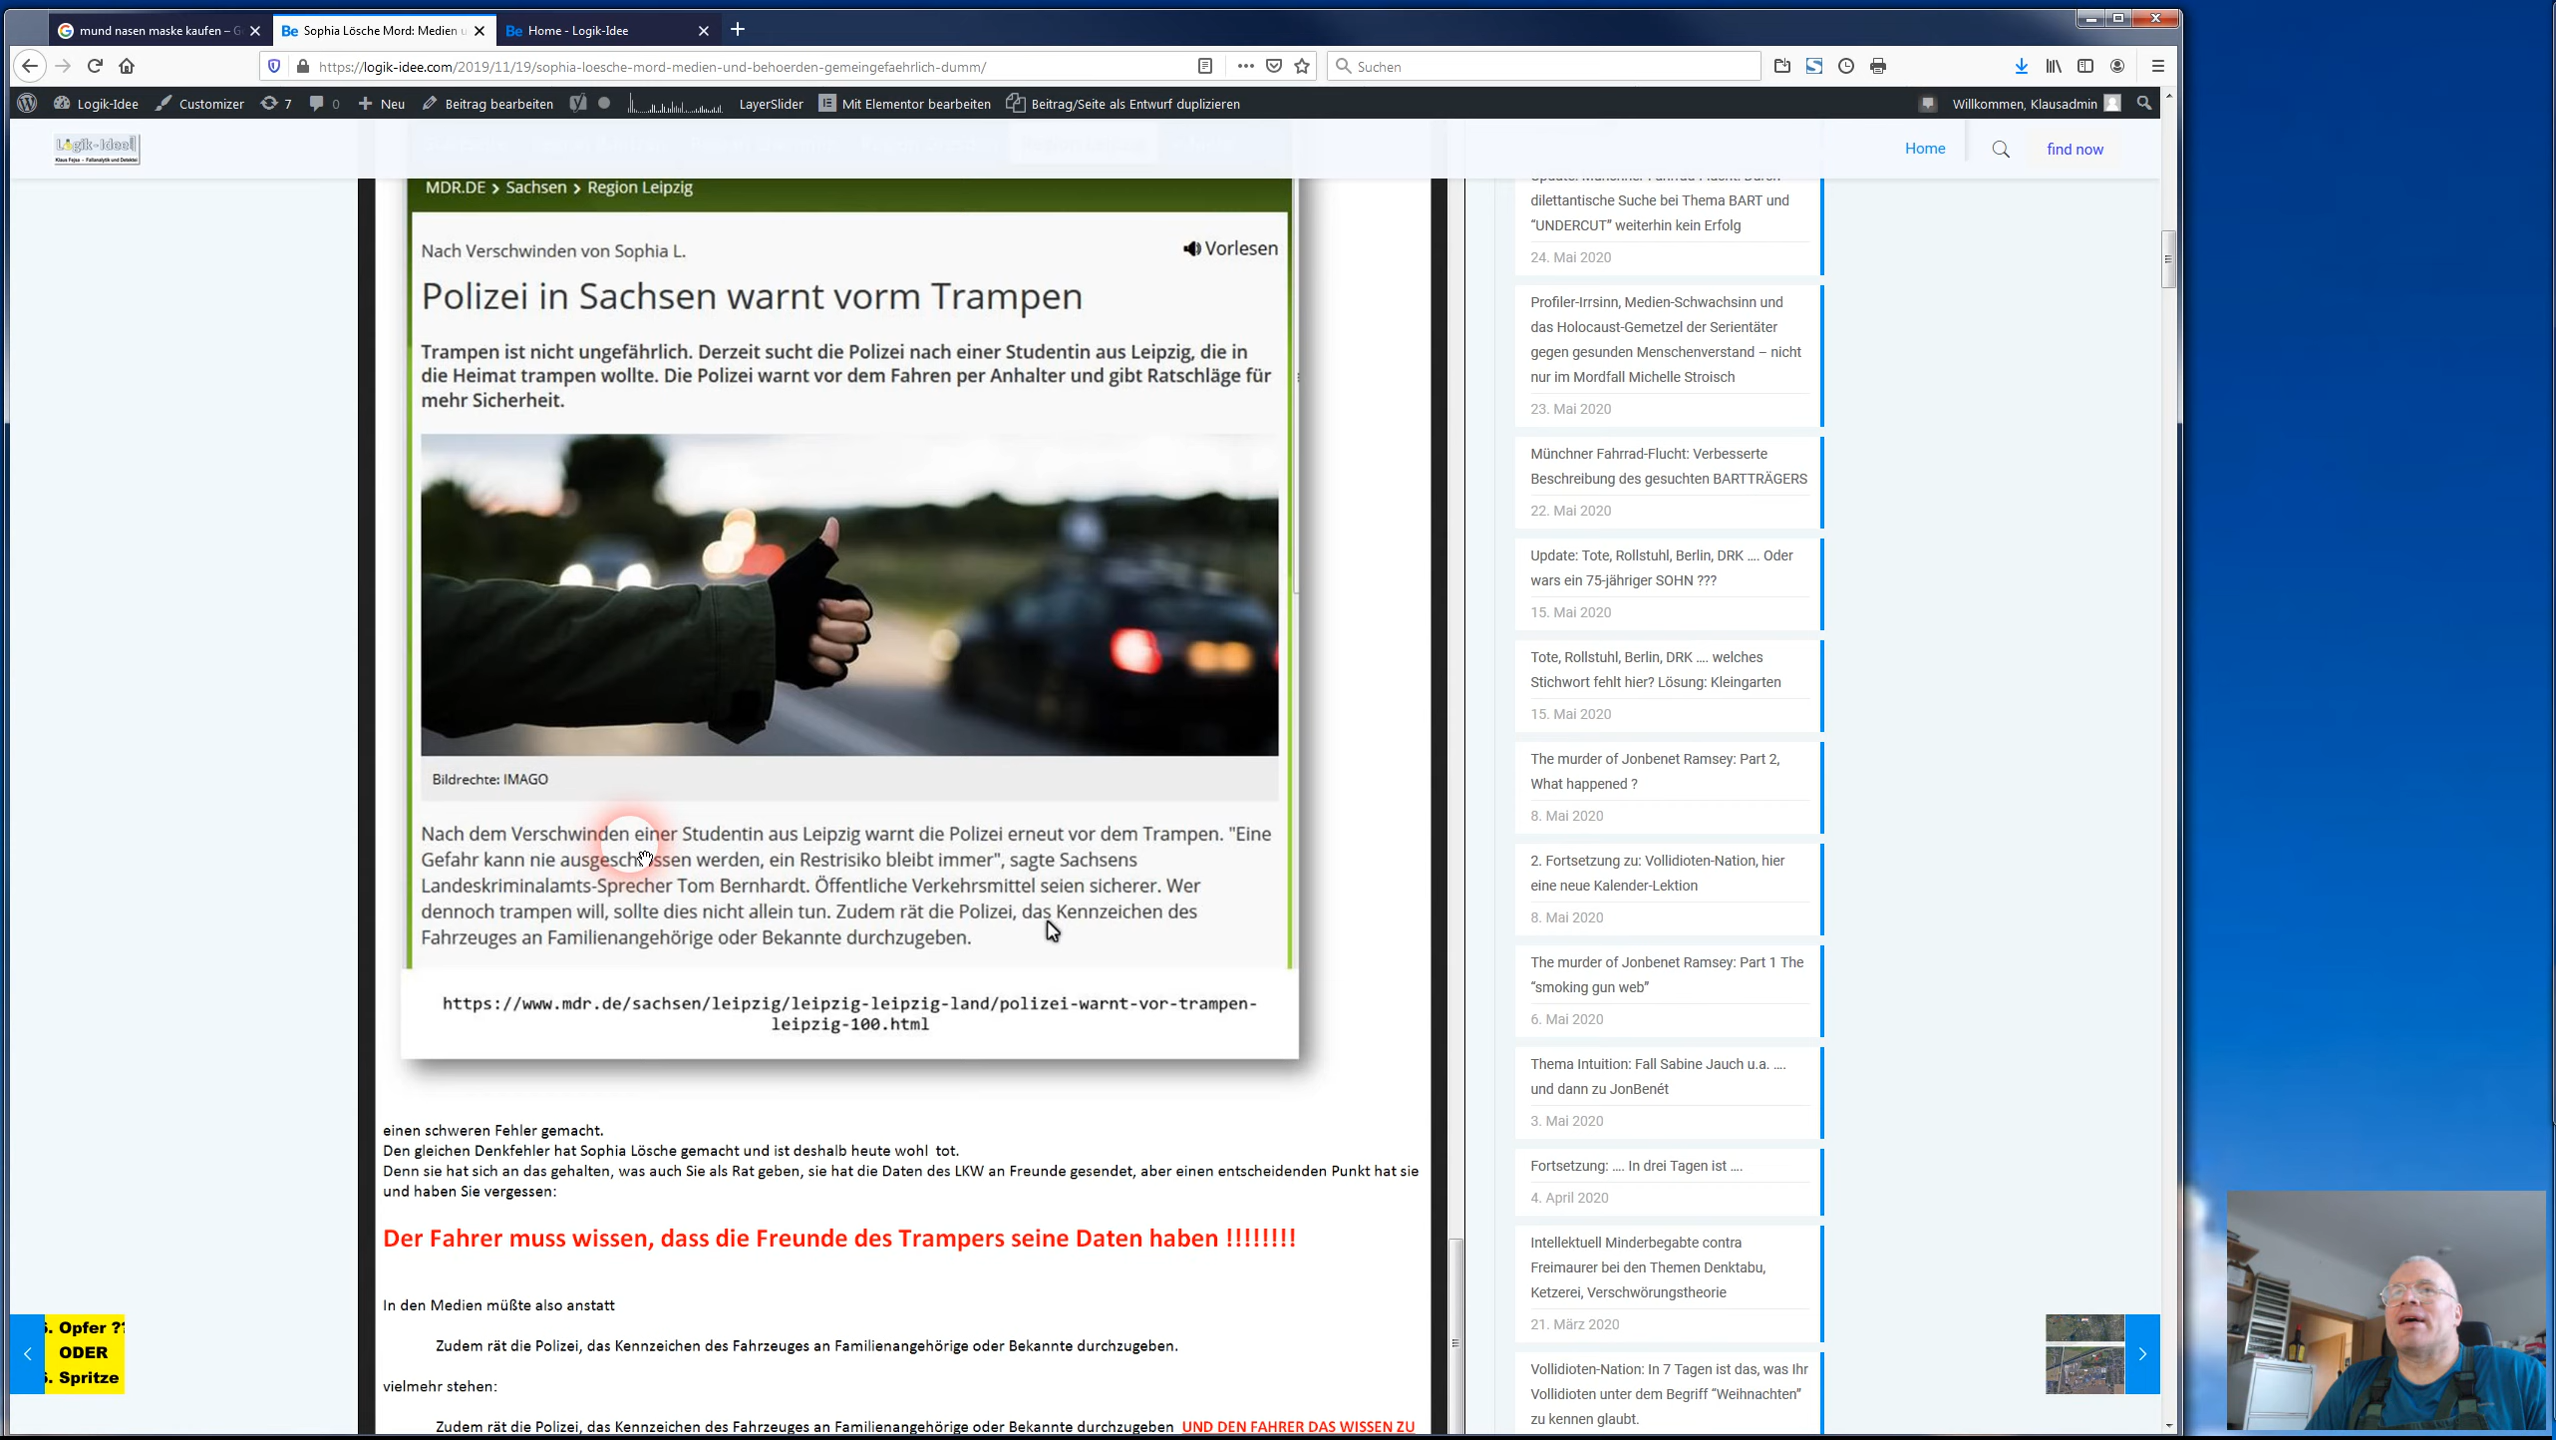 mund nasen maske kaufen – G
Sophia Lösche Mord: Medien u
Home - Logik-Idee
https://logik-idee.com/2019/11/19/sophia-loesche-mord-medien-und-behoerden-gemeingefaehrlich-dumm/
Suchen
Logik-Idee
Customizer
7
0
Neu
Beitrag bearbeiten
LayerSlider
Mit Elementor bearbeiten
Beitrag/Seite als Entwurf duplizieren
Willkommen, Klausadmin
Logik-Idee!
Klaus Fejsa – Fallanalytik und Detektei
Home
find now
MDR.DE > Sachsen > Region Leipzig
Nach Verschwinden von Sophia L.
Vorlesen
Polizei in Sachsen warnt vorm Trampen
Trampen ist nicht ungefährlich. Derzeit sucht die Polizei nach einer Studentin aus Leipzig, die in
die Heimat trampen wollte. Die Polizei warnt vor dem Fahren per Anhalter und gibt Ratschläge für
mehr Sicherheit.
Bildrechte: IMAGO
Nach dem Verschwinden einer Studentin aus Leipzig warnt die Polizei erneut vor dem Trampen. "Eine
Gefahr kann nie ausgeschlossen werden, ein Restrisiko bleibt immer", sagte Sachsens
Landeskriminalamts-Sprecher Tom Bernhardt. Öffentliche Verkehrsmittel seien sicherer. Wer
dennoch trampen will, sollte dies nicht allein tun. Zudem rät die Polizei, das Kennzeichen des
Fahrzeuges an Familienangehörige oder Bekannte durchzugeben.
https://www.mdr.de/sachsen/leipzig/leipzig-leipzig-land/polizei-warnt-vor-trampen-
leipzig-100.html
einen schweren Fehler gemacht.
Den gleichen Denkfehler hat Sophia Lösche gemacht und ist deshalb heute wohl tot.
Denn sie hat sich an das gehalten, was auch Sie als Rat geben, sie hat die Daten des LKW an Freunde gesendet, aber einen entscheidenden Punkt hat sie
und haben Sie vergessen:
Der Fahrer muss wissen, dass die Freunde des Trampers seine Daten haben !!!!!!!!
In den Medien müßte also anstatt
Zudem rät die Polizei, das Kennzeichen des Fahrzeuges an Familienangehörige oder Bekannte durchzugeben.
vielmehr stehen:
Zudem rät die Polizei, das Kennzeichen des Fahrzeuges an Familienangehörige oder Bekannte durchzugeben UND DEN FAHRER DAS WISSEN ZU
Update: Münchner Fahrrad-Flucht: Durch
dilettantische Suche bei Thema BART und
“UNDERCUT” weiterhin kein Erfolg
24. Mai 2020
Profiler-Irrsinn, Medien-Schwachsinn und
das Holocaust-Gemetzel der Serientäter
gegen gesunden Menschenverstand – nicht
nur im Mordfall Michelle Stroisch
23. Mai 2020
Münchner Fahrrad-Flucht: Verbesserte
Beschreibung des gesuchten BARTTRÄGERS
22. Mai 2020
Update: Tote, Rollstuhl, Berlin, DRK .... Oder
wars ein 75-jähriger SOHN ???
15. Mai 2020
Tote, Rollstuhl, Berlin, DRK .... welches
Stichwort fehlt hier? Lösung: Kleingarten
15. Mai 2020
The murder of Jonbenet Ramsey: Part 2,
What happened ?
8. Mai 2020
2. Fortsetzung zu: Vollidioten-Nation, hier
eine neue Kalender-Lektion
8. Mai 2020
The murder of Jonbenet Ramsey: Part 1 The
“smoking gun web”
6. Mai 2020
Thema Intuition: Fall Sabine Jauch u.a. ....
und dann zu JonBenét
3. Mai 2020
Fortsetzung: .... In drei Tagen ist ....
4. April 2020
Intellektuell Minderbegabte contra
Freimaurer bei den Themen Denktabu,
Ketzerei, Verschwörungstheorie
21. März 2020
Vollidioten-Nation: In 7 Tagen ist das, was Ihr
Vollidioten unter dem Begriff “Weihnachten”
zu kennen glaubt.
6. Opfer ??
ODER
6. Spritze